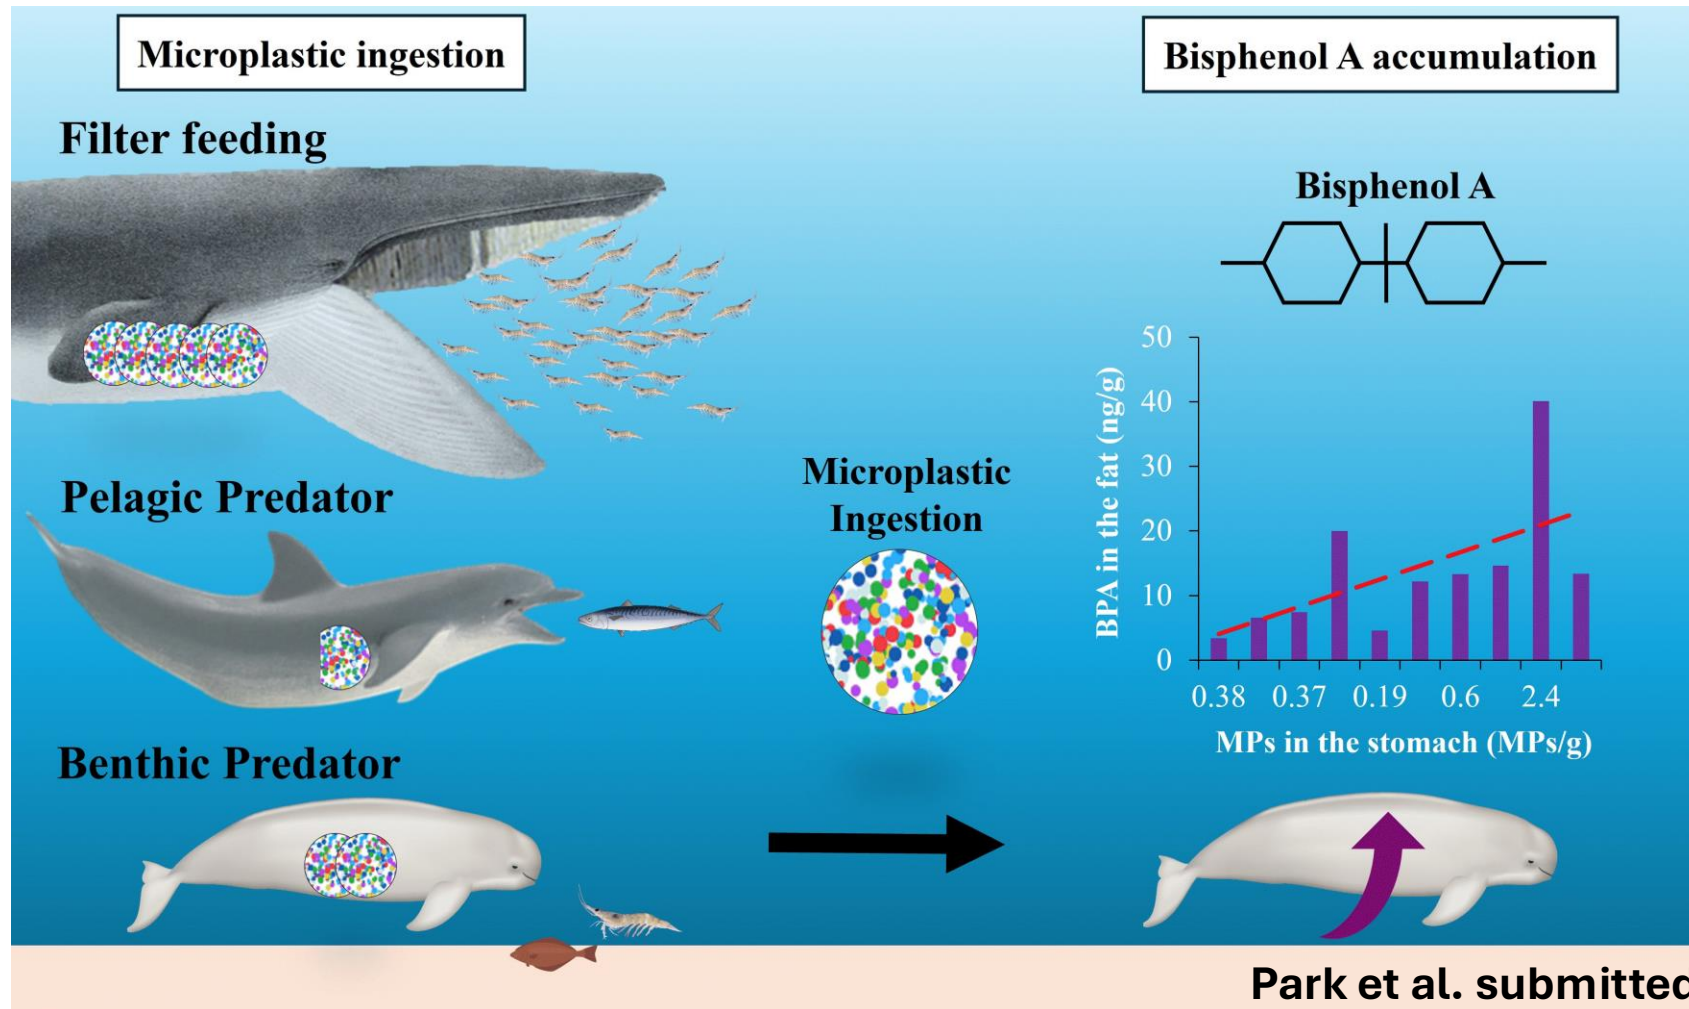 Microplastic ingestion
Bisphenol A accumulation
Filter feeding
Bisphenol A
Pelagic Predator
Microplastic
Ingestion
Benthic Predator
BPA in the fat (ng/g)
50
40
30
20
10
0
0.38 0.37 0.19 0.6 2.4
MPs in the stomach (MPs/g)
Park et al. submitted